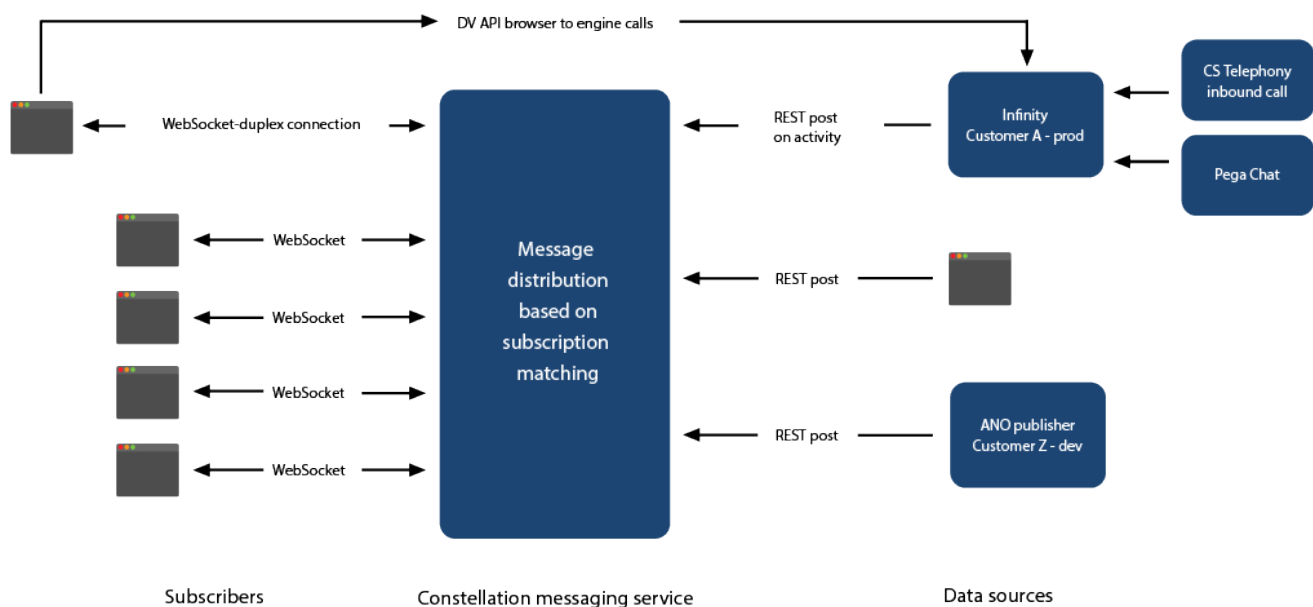 DV API browser to engine calls
CS Telephony
inbound call
WebSocket-duplex connection
REST post
on activity
Infinity
Customer A - prod
Pega Chat
WebSocket
Message
distribution
based on
subscription
matching
REST post
WebSocket
WebSocket
REST post
ANO publisher
Customer Z - dev
WebSocket
Subscribers
Constellation messaging service
Data sources